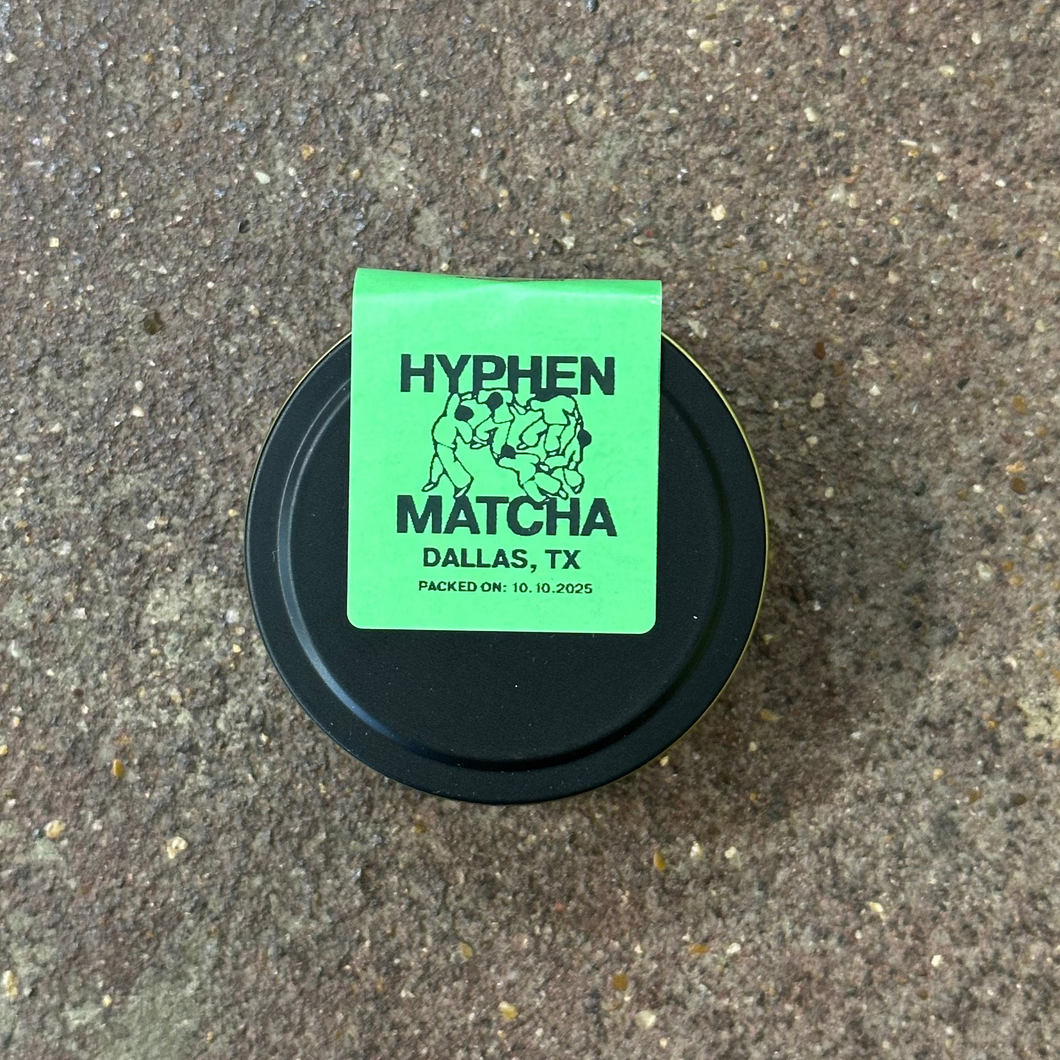 HYPHEN
MATCHA
DALLAS, TX
PACKED ON: 10.10.2025